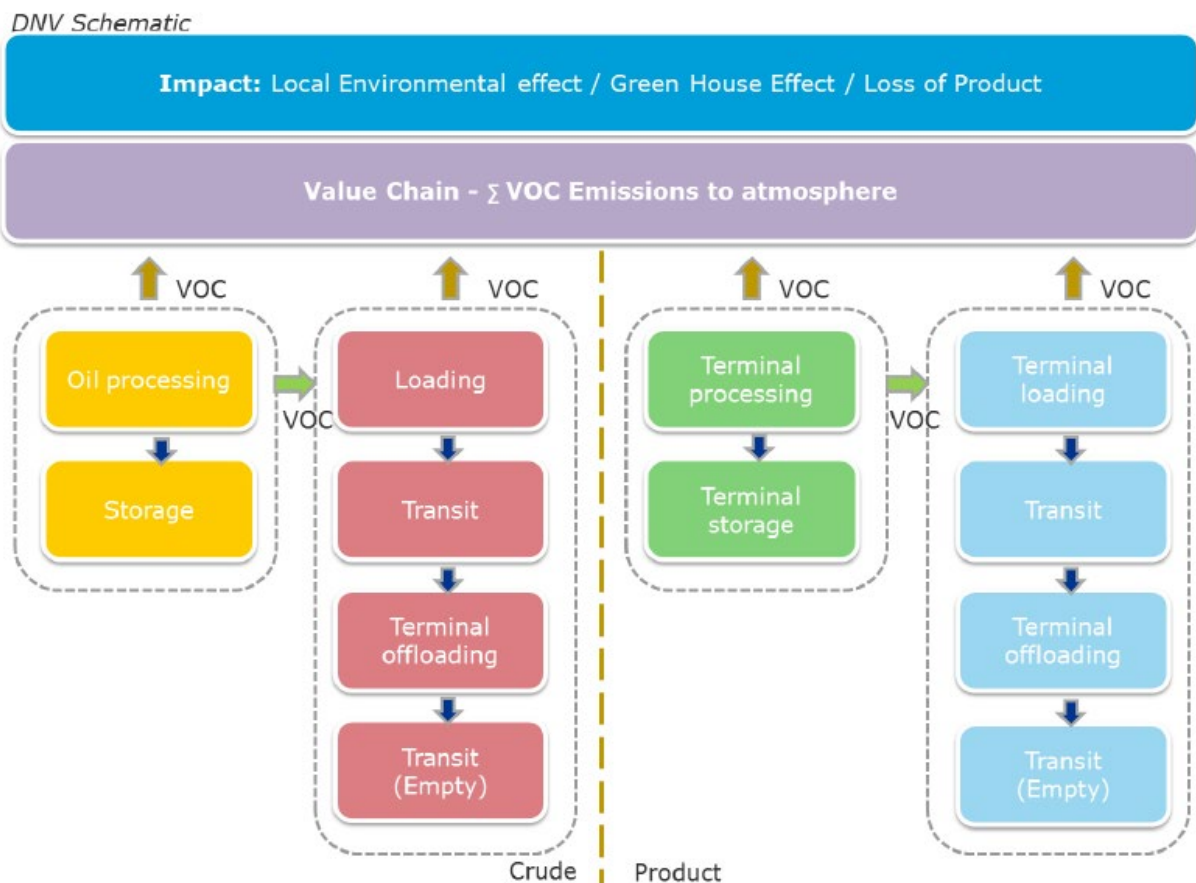 DNV Schematic
Impact: Local Environmental effect / Green House Effect / Loss of Product
Value Chain - ∑ VOC Emissions to atmosphere
VOC
VOC
VOC
VOC
Oil processing
Storage
VOC
Loading
Transit
Terminal
offloading
Transit
(Empty)
Terminal
processing
Terminal
storage
VOC
Terminal
loading
Transit
Terminal
offloading
Transit
(Empty)
Crude
Product